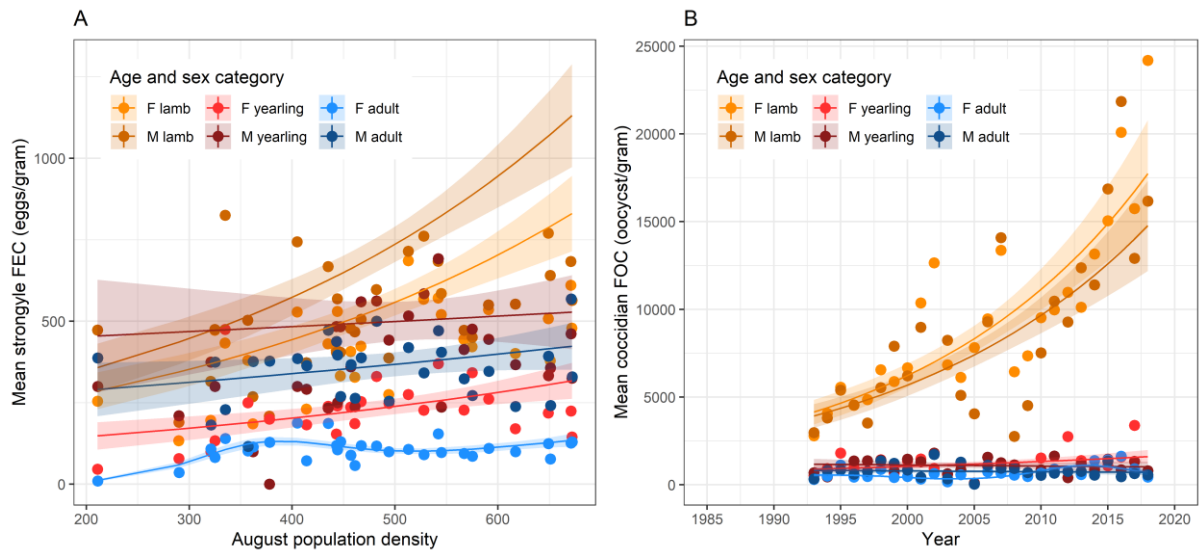 A
Mean strongyle FEC (eggs/gram)
1000
500
0
Age and sex category
F lamb F yearling F adult
M lamb M yearling M adult
200 300 400 500 600
August population density
B
Mean coccidian FOC (oocycst/gram)
25000
20000
15000
10000
5000
0
Age and sex category
F lamb F yearling F adult
M lamb M yearling M adult
1985 1990 1995 2000 2005 2010 2015 2020
Year